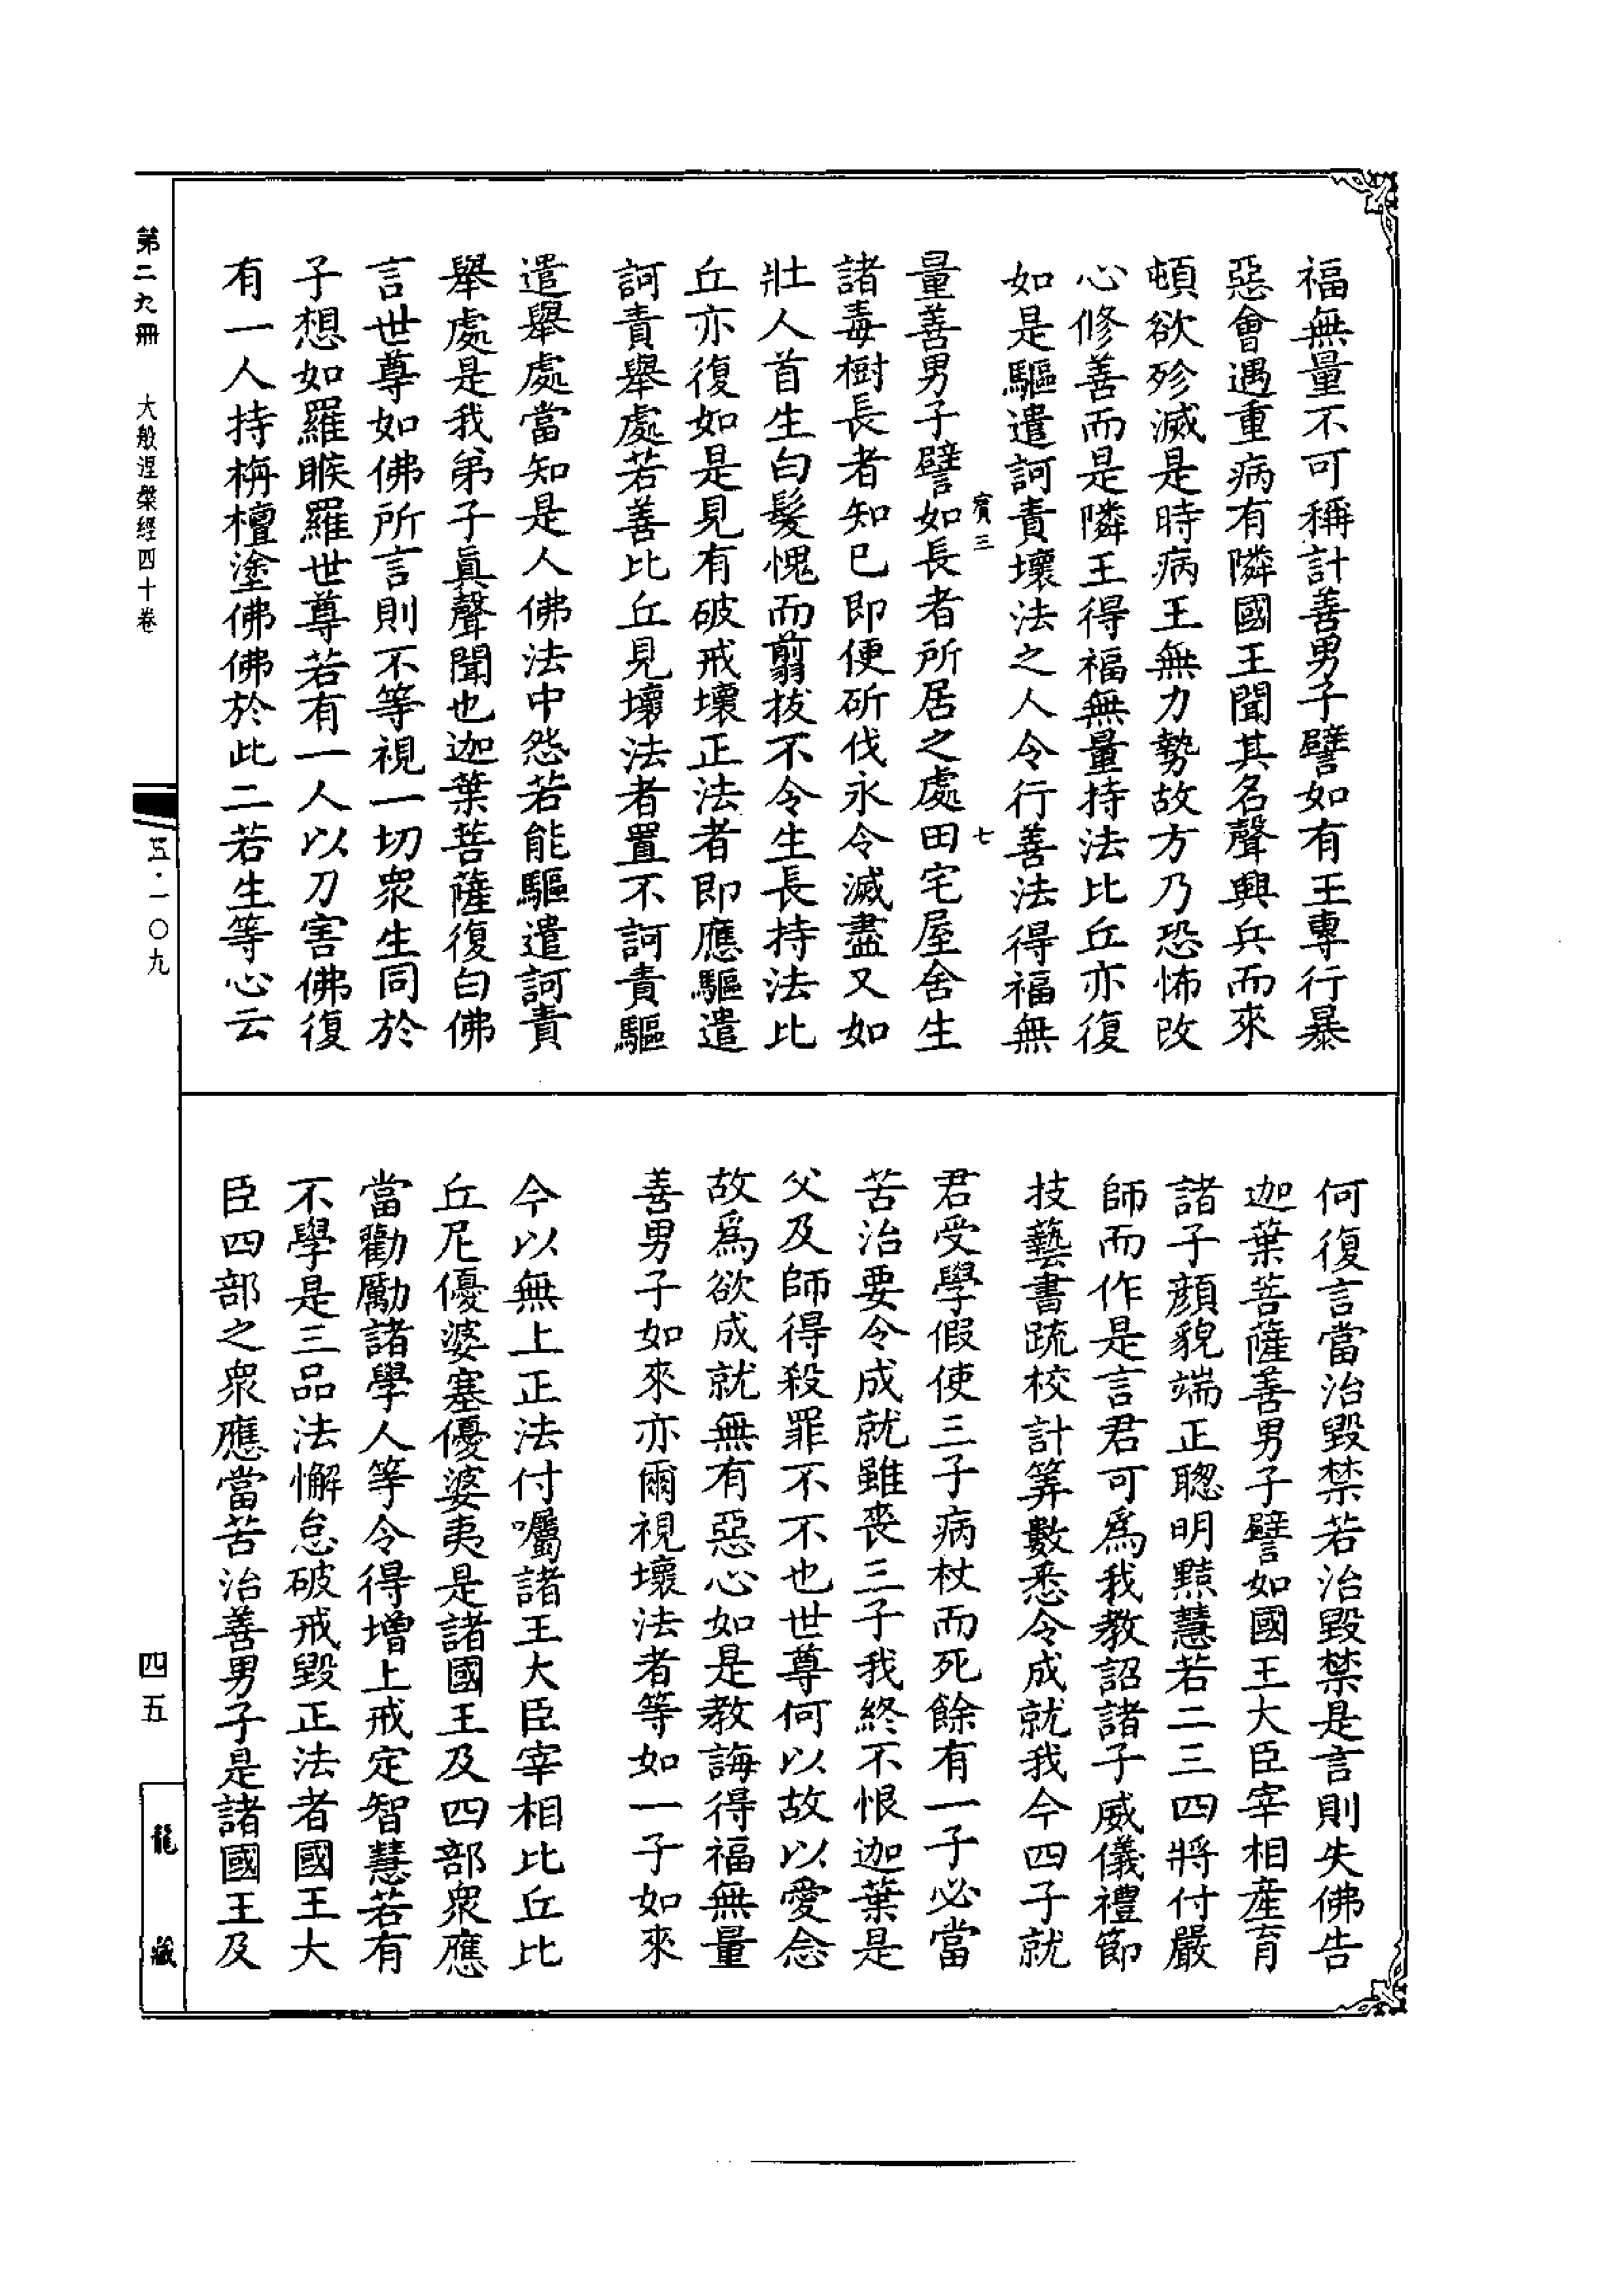 福無量不可稱計善男子譬如有王專行暴
惡會遇重病有隣國王聞其名聲興兵而來
頓欲殄滅是時病王無力勢故方乃恐怖改
心修善而是隣王得福無量持法比丘亦復
如是驅遣訶責壞法之人令行善法得福無
賓三 七
量善男子譬如長者所居之處田宅屋舍生
諸毒樹長者知已即便斫伐永令滅盡又如
壯人首生白髮愧而翦拔不令生長持法比
丘亦復如是見有破戒壞正法者即應驅遣
訶責舉處若善比丘見壞法者置不訶責驅
遣舉處當知是人佛法中怨若能驅遣訶責
舉處是我弟子眞聲聞也迦葉菩薩復白佛
言世尊如佛所言則不等視一切眾生同於
子想如羅睺羅世尊若有一人以刀害佛復
有一人持栴檀塗佛佛於此二若生等心云
何復言當治毀禁若治毀禁是言則失佛告
迦葉菩薩善男子譬如國王大臣宰相產育
諸子顏貌端正聰明黠慧若二三四將付嚴
師而作是言君可爲我教詔諸子威儀禮節
技藝書䟽校計筭數悉令成就我今四子就
君受學假使三子病杖而死餘有一子必當
苦治要令成就雖喪三子我終不恨迦葉是
父及師得殺罪不不也世尊何以故以愛念
故爲欲成就無有惡心如是教誨得福無量
善男子如來亦爾視壞法者等如一子如來
今以無上正法付囑諸王大臣宰相比丘比
丘尼優婆塞優婆夷是諸國王及四部眾應
當勸勵諸學人等令得增上戒定智慧若有
不學是三品法懈怠破戒毀正法者國王大
臣四部之眾應當苦治善男子是諸國王及
第二九冊 大般涅槃經四十卷
五·一〇九
四五
龍藏